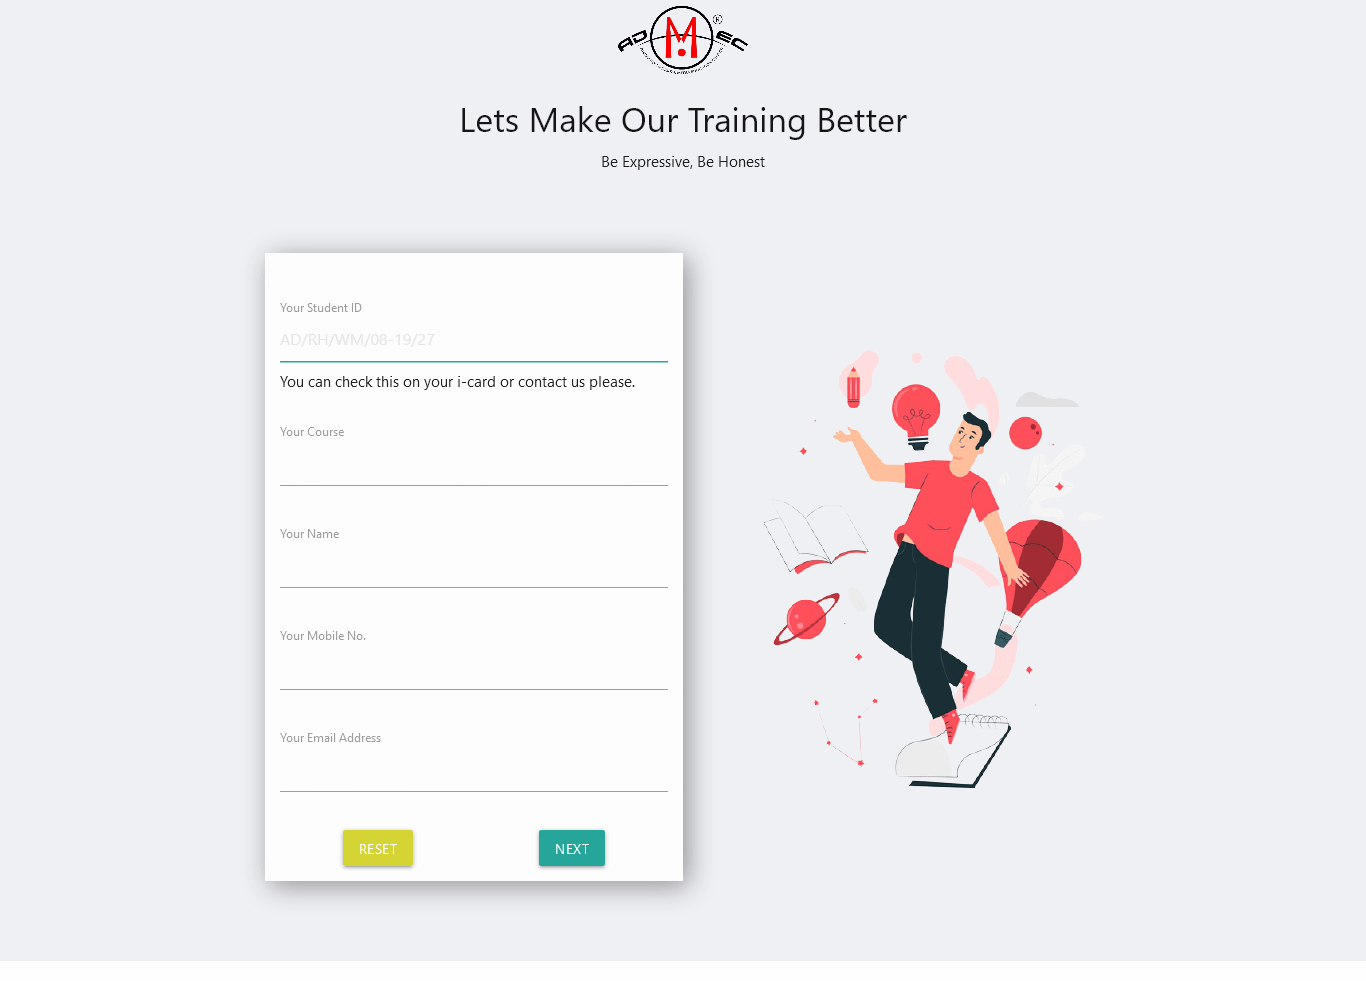 ADMEC
®
Lets Make Our Training Better
Be Expressive, Be Honest
Your Student ID
AD/RH/WM/08-19/27
You can check this on your i-card or contact us please.
Your Course
Your Name
Your Mobile No.
Your Email Address
RESET
NEXT